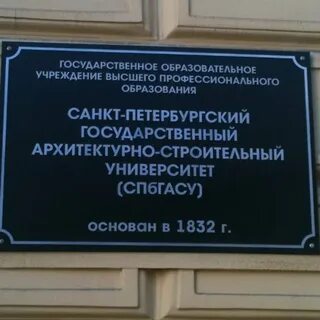 ГОСУДАРСТВЕННОЕ ОБРАЗОВАТЕЛЬНОЕ
УЧРЕЖДЕНИЕ ВЫСШЕГО ПРОФЕССИОНАЛЬНОГО
ОБРАЗОВАНИЯ
САНКТ-ПЕТЕРБУРГСКИЙ
ГОСУДАРСТВЕННЫЙ
АРХИТЕКТУРНО-СТРОИТЕЛЬНЫЙ
УНИВЕРСИТЕТ
(СПбГАСУ)
основан в 1832 г.